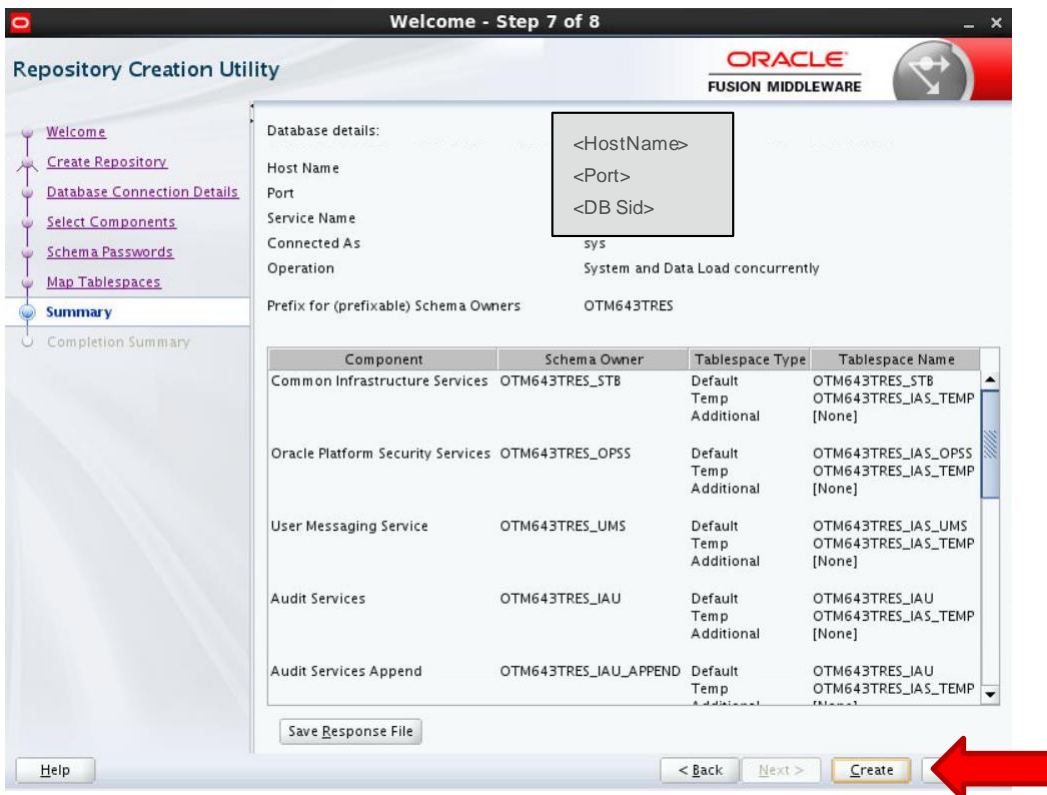 Welcome - Step 7 of 8
Repository Creation Utility
ORACLE
FUSION MIDDLEWARE
Welcome
Create Repository
Database Connection Details
Select Components
Schema Passwords
Map Tablespaces
Summary
Completion Summary
Database details:
<HostName>
Host Name
<Port>
Port
<DB Sid>
Service Name
Connected As sys
Operation System and Data Load concurrently
Prefix for (prefixable) Schema Owners OTM643TRES
Component Schema Owner Tablespace Type Tablespace Name
Common Infrastructure Services OTM643TRES_STB Default OTM643TRES_STB
Temp OTM643TRES_IAS_TEMP
Additional [None]
Oracle Platform Security Services OTM643TRES_OPSS Default OTM643TRES_IAS_OPSS
Temp OTM643TRES_IAS_TEMP
Additional [None]
User Messaging Service OTM643TRES_UMS Default OTM643TRES_IAS_UMS
Temp OTM643TRES_IAS_TEMP
Additional [None]
Audit Services OTM643TRES_IAU Default OTM643TRES_IAU
Temp OTM643TRES_IAS_TEMP
Additional [None]
Audit Services Append OTM643TRES_IAU_APPEND Default OTM643TRES_IAU
Temp OTM643TRES_IAS_TEMP
Save Response File
Help < Back Next > Create